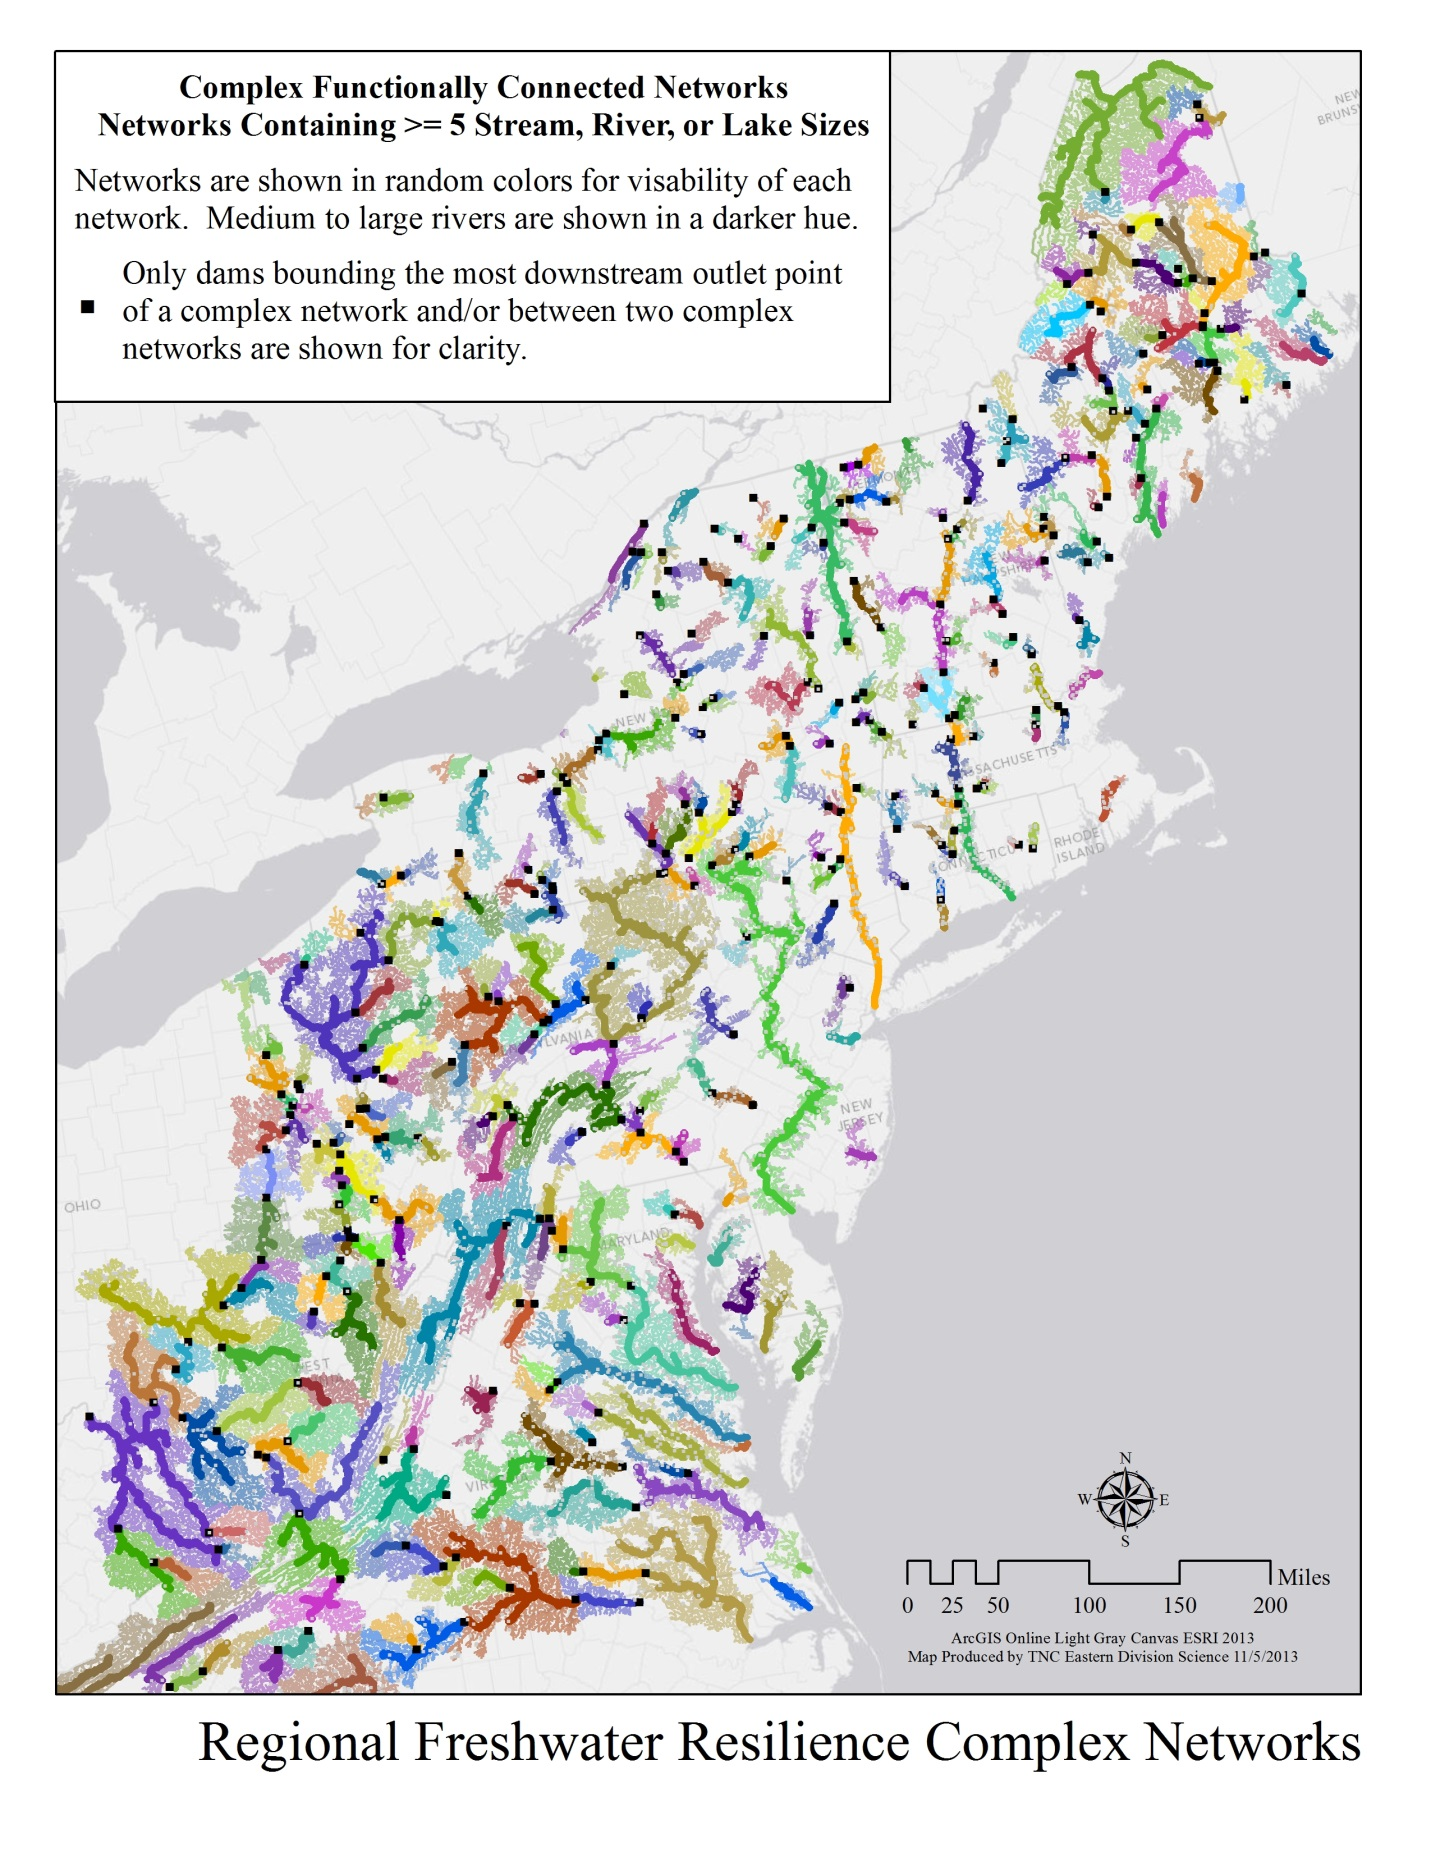 Complex Functionally Connected Networks
Networks Containing >= 5 Stream, River, or Lake Sizes
Networks are shown in random colors for visability of each
network. Medium to large rivers are shown in a darker hue.
Only dams bounding the most downstream outlet point
of a complex network and/or between two complex
networks are shown for clarity.
NEW
BRUNS
NEW
RHODE
ISLAND
NEW
JERSEY
OHIO
N
W E
S
Miles
0 25 50 100 150 200
ArcGIS Online Light Gray Canvas ESRI 2013
Map Produced by TNC Eastern Division Science 11/5/2013
Regional Freshwater Resilience Complex Networks